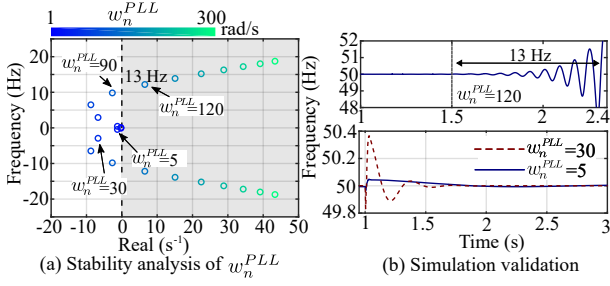 w_n^{PLL}
1 300 rad/s
Frequency (Hz)
20
10
0
-10
-20
w_n^{PLL}=90
13 Hz
w_n^{PLL}=120
w_n^{PLL}=5
w_n^{PLL}=30
-20 -10 0 10 20 30 40 50
Real (s^{-1})
(a) Stability analysis of w_n^{PLL}
Frequency (Hz)
52
51
50
49
48
13 Hz
w_n^{PLL}=120
1 1.5 2 2.4
50.4
50.2
50
49.8
w_n^{PLL}=30
w_n^{PLL}=5
1 1.5 2 2.5 3
Time (s)
(b) Simulation validation